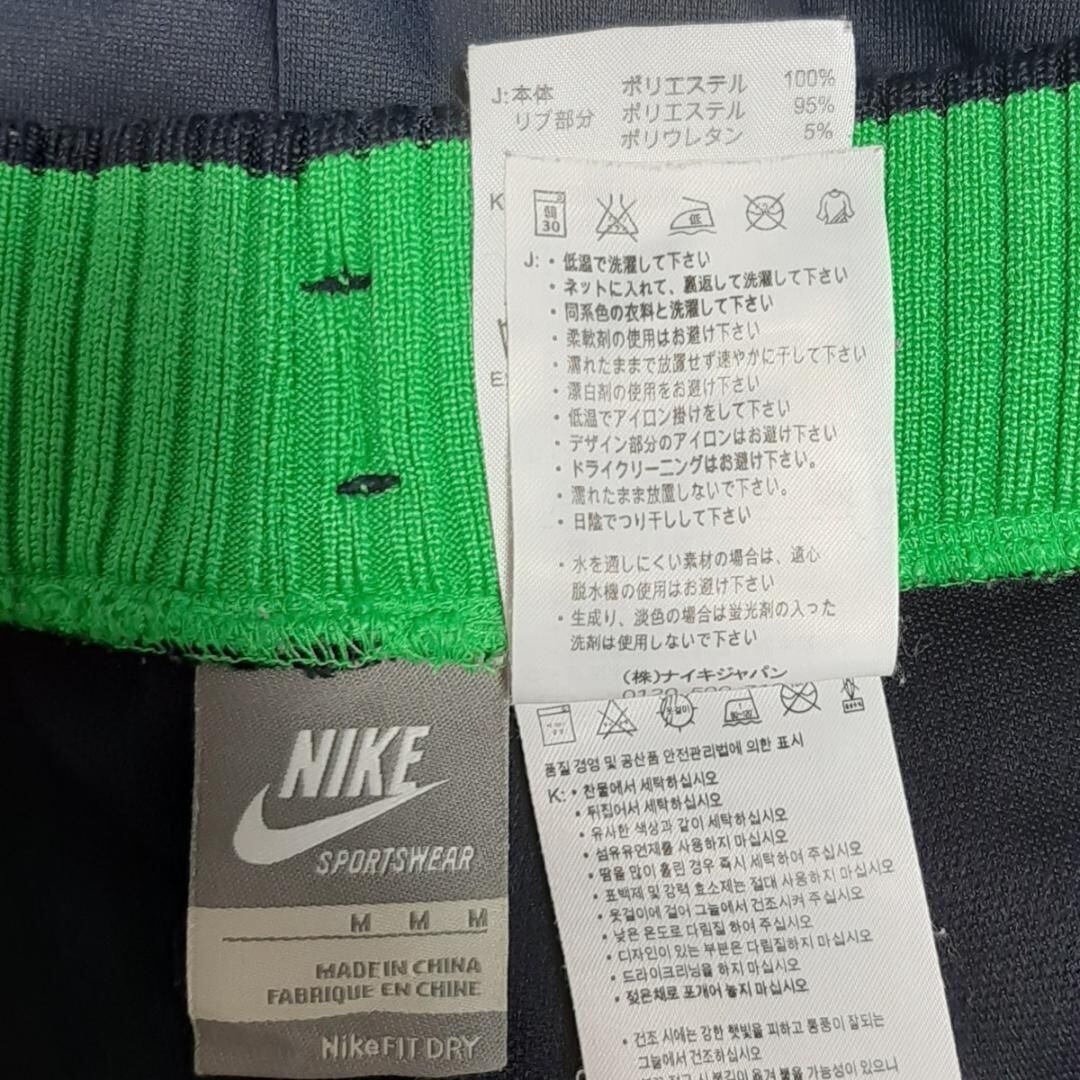 J:本体 ポリエステル 100%
リブ部分 ポリエステル 95%
ポリウレタン 5%
K
E
弱
30
低
J: • 低温で洗濯して下さい
• ネットに入れて、裏返して洗濯して下さい
• 同系色の衣料と洗濯して下さい
• 柔軟剤の使用はお避け下さい
• 濡れたままで放置せず速やかに干して下さい
• 漂白剤の使用をお避け下さい
• 低温でアイロン掛けをして下さい
• デザイン部分のアイロンはお避け下さい
• ドライクリーニングはお避け下さい。
• 濡れたまま放置しないで下さい。
• 日陰でつり干しして下さい
• 水を通しにくい素材の場合は、遠心
脱水機の使用はお避け下さい
• 生成り、淡色の場合は蛍光剤の入った
洗剤は使用しないで下さい
(株)ナイキジャパン
옷걸이
품질 경영 및 공산품 안전관리법에 의한 표시
K: • 찬물에서 세탁하십시오
• 뒤집어서 세탁하십시오
• 유사한 색상과 같이 세탁하십시오
• 섬유유연제를 사용하지 마십시오
• 땀을 많이 흘린 경우 즉시 세탁하여 주십시오
• 표백제 및 강력 효소제는 절대 사용하지 마십시오
• 옷걸이에 걸어 그늘에서 건조시켜 주십시오
• 낮은 온도로 다림질 하여 주십시오
• 디자인이 있는 부분은 다림질하지 마십시오
• 드라이크리닝을 하지 마십시오
• 젖은채로 포개어 놓지 마십시오
• 건조 시에는 강한 햇빛을 피하고 통풍이 잘되는
그늘에서 건조하십시오
NIKE
SPORTSWEAR
M M M
MADE IN CHINA
FABRIQUE EN CHINE
NikeFIT DRY